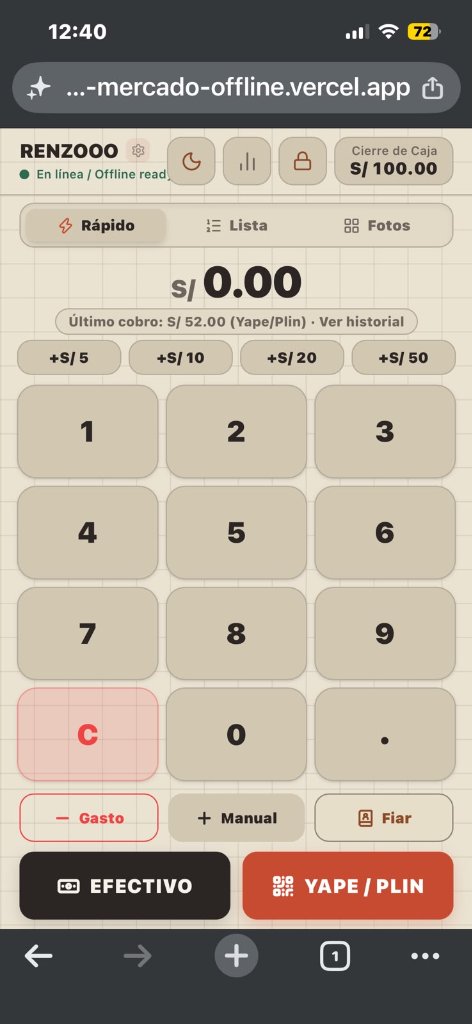 12:40
72
...-mercado-offline.vercel.app
RENZOOO
En línea / Offline ready
Cierre de Caja
S/ 100.00
Rápido
Lista
Fotos
S/ 0.00
Último cobro: S/ 52.00 (Yape/Plin) · Ver historial
+S/ 5
+S/ 10
+S/ 20
+S/ 50
1
2
3
4
5
6
7
8
9
C
0
.
− Gasto
+ Manual
Fiar
EFECTIVO
YAPE / PLIN
1